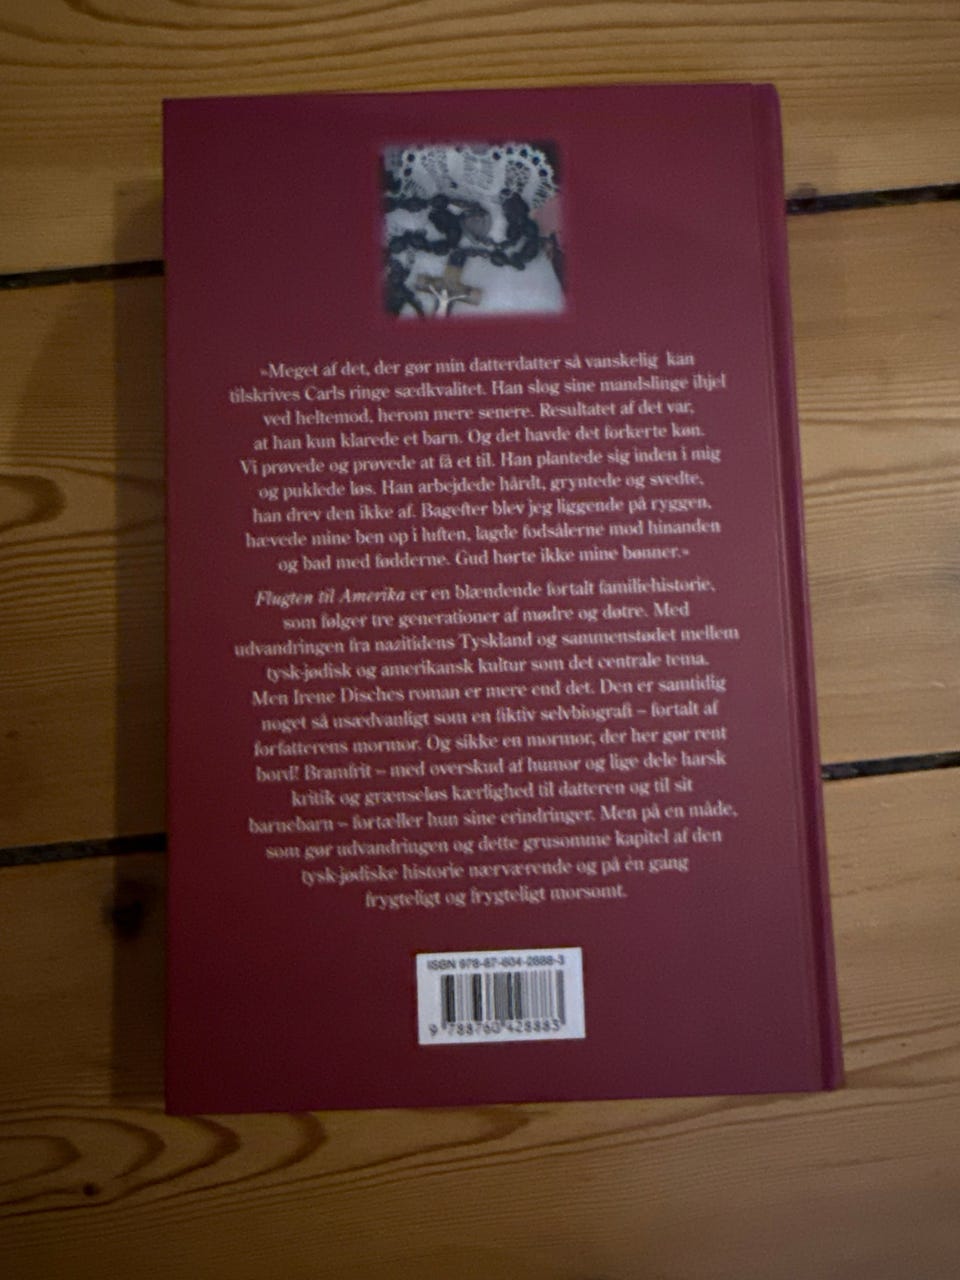 »Meget af det, der gør min datterdatter så vanskelig kan
tilskrives Carls ringe sædkvalitet. Han slog sine mandslinge ihjel
ved heltemod, herom mere senere. Resultatet af det var,
at han kun klarede et barn. Og det havde det forkerte køn.
Vi prøvede og prøvede at få et til. Han plantede sig inden i mig
og puklede løs. Han arbejdede hårdt, gryntede og svedte,
han drev den ikke af. Bagefter blev jeg liggende på ryggen,
hævede mine ben op i luften, lagde fodsålerne mod hinanden
og bad med fødderne. Gud hørte ikke mine bønner.»
Flugten til Amerika er en blændende fortalt familiehistorie,
som følger tre generationer af mødre og døtre. Med
udvandringen fra nazitidens Tyskland og sammenstødet mellem
tysk-jødisk og amerikansk kultur som det centrale tema.
Men Irene Disches roman er mere end det. Den er samtidig
noget så usædvanligt som en fiktiv selvbiografi – fortalt af
forfatterens mormor. Og sikke en mormor, der her gør rent
bord! Bramfrit – med overskud af humor og lige dele harsk
kritik og grænseløs kærlighed til datteren og til sit
barnebarn – fortæller hun sine erindringer. Men på en måde,
som gør udvandringen og dette grusomme kapitel af den
tysk-jødiske historie nærværende og på én gang
frygteligt og frygteligt morsomt.
ISBN 978-87-604-2888-3
9 788760 428883